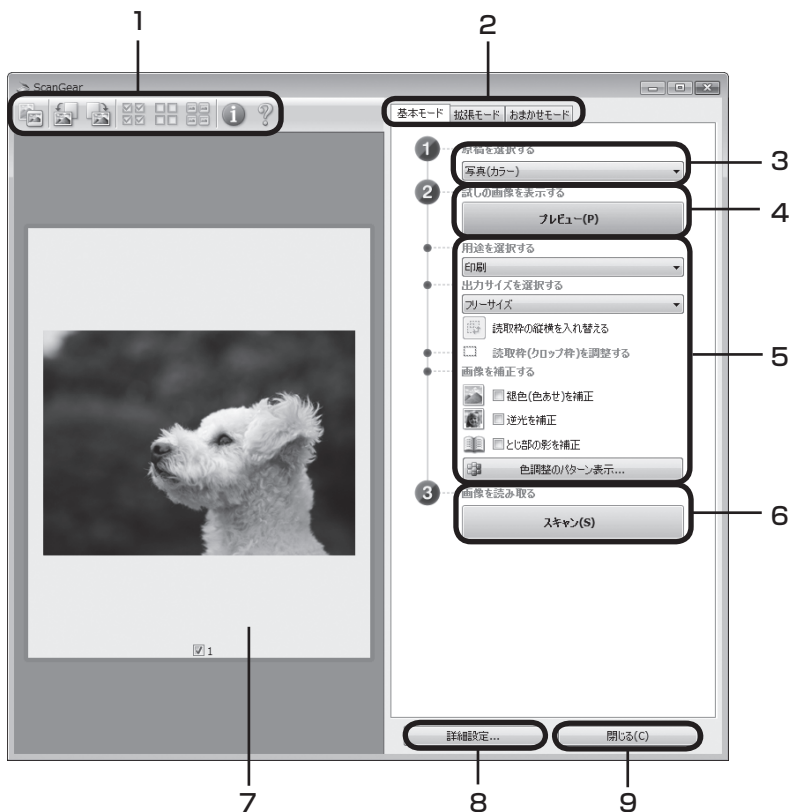 1
2
ScanGear
基本モード 拡張モード おまかせモード
1 原稿を選択する
写真(カラー)
3
2 試しの画像を表示する
プレビュー(P)
4
用途を選択する
印刷
出力サイズを選択する
フリーサイズ
読取枠の縦横を入れ替える
読取枠(クロップ枠)を調整する
5
画像を補正する
褪色(色あせ)を補正
逆光を補正
とじ部の影を補正
色調整のパターン表示...
3 画像を読み取る
スキャン(S)
6
1
詳細設定...
閉じる(C)
7
8
9